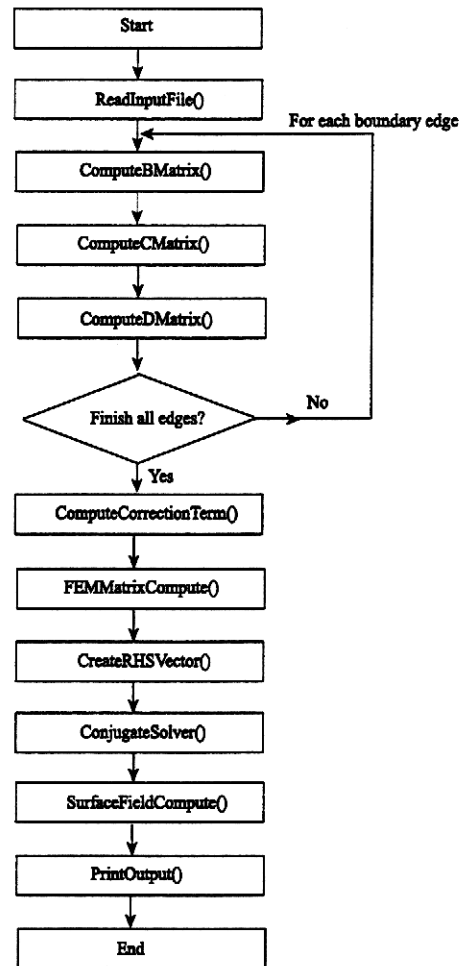 Start
ReadInputFile()
For each boundary edge
ComputeBMatrix()
ComputeCMatrix()
ComputeDMatrix()
Finish all edges?
No
Yes
ComputeCorrectionTerm()
FEMMatrixCompute()
CreateRHSVector()
ConjugateSolver()
SurfaceFieldCompute()
PrintOutput()
End